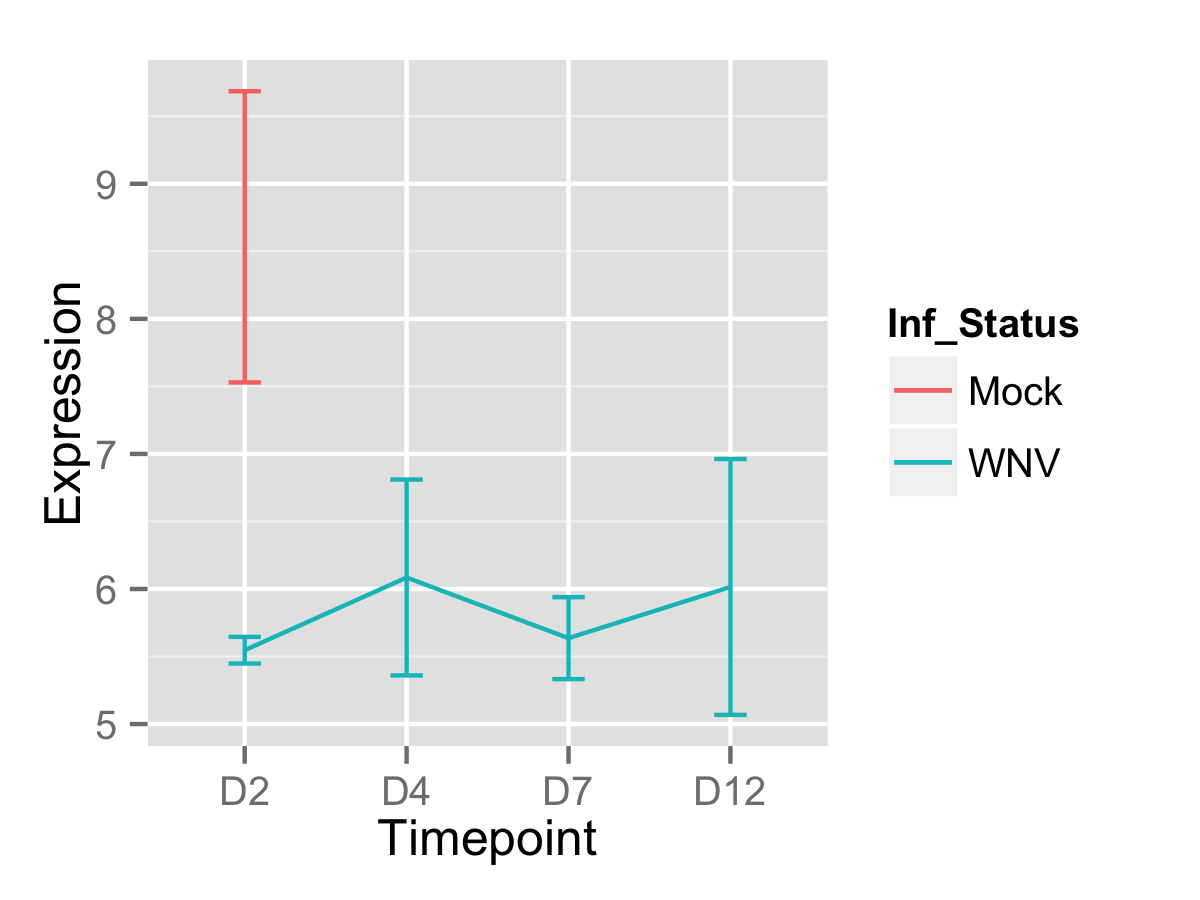 Expression
9
8
7
6
5
D2 D4 D7 D12
Timepoint
Inf_Status
Mock
WNV